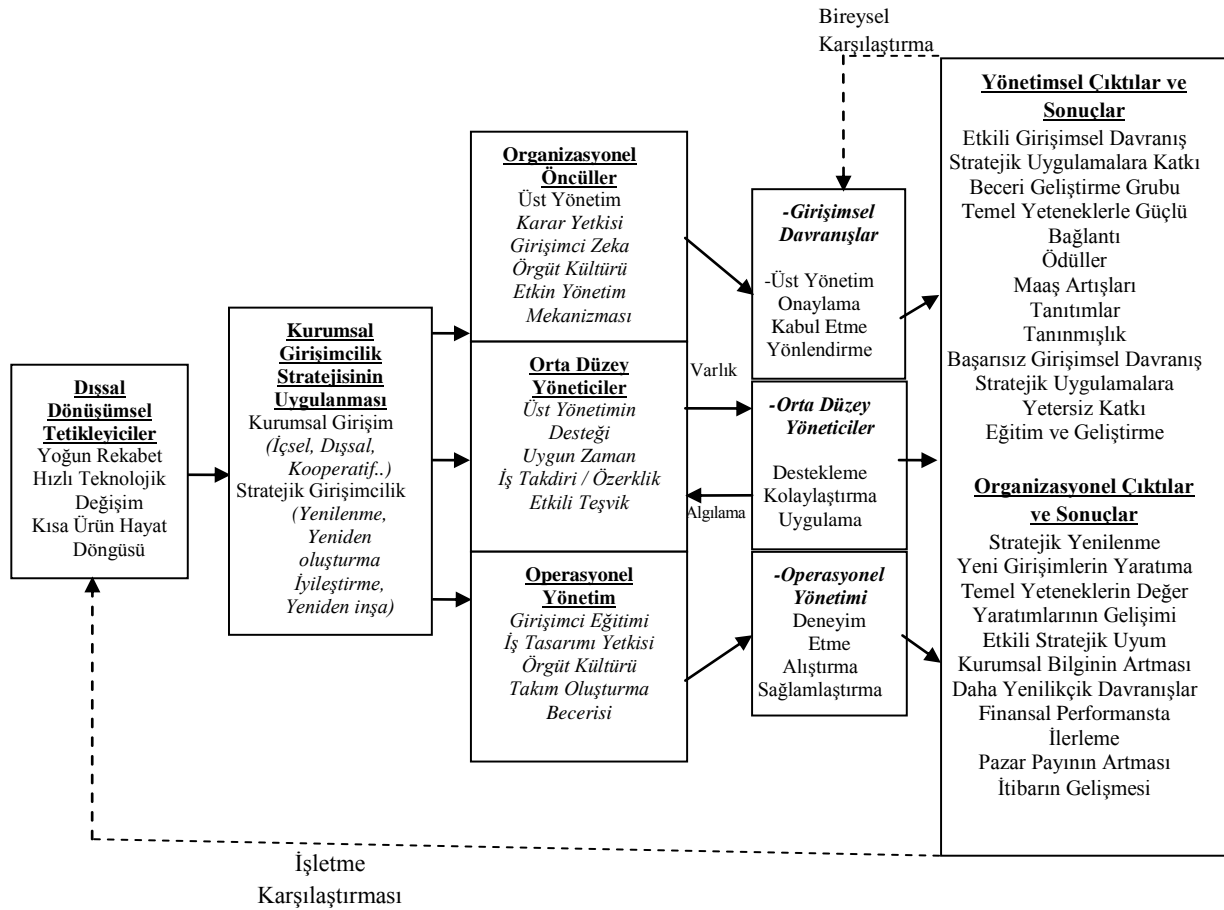 Bireysel
Karşılaştırma
Dışsal
Dönüşümsel
Tetikleyiciler
Yoğun Rekabet
Hızlı Teknolojik
Değişim
Kısa Ürün Hayat
Döngüsü
Kurumsal
Girişimcilik
Stratejisinin
Uygulanması
Kurumsal Girişim
(İçsel, Dışsal,
Kooperatif..)
Stratejik Girişimcilik
(Yenilenme,
Yeniden
oluşturma
İyileştirme,
Yeniden inşa)
Organizasyonel
Öncüller
Üst Yönetim
Karar Yetkisi
Girişimci Zeka
Örgüt Kültürü
Etkin Yönetim
Mekanizması
Orta Düzey
Yöneticiler
Üst Yönetimin
Desteği
Uygun Zaman
İş Takdiri / Özerklik
Etkili Teşvik
Operasyonel
Yönetim
Girişimci Eğitimi
İş Tasarımı Yetkisi
Örgüt Kültürü
Takım Oluşturma
Becerisi
Varlık
Algılama
-Girişimsel
Davranışlar
-Üst Yönetim
Onaylama
Kabul Etme
Yönlendirme
-Orta Düzey
Yöneticiler
Destekleme
Kolaylaştırma
Uygulama
-Operasyonel
Yönetimi
Deneyim
Etme
Alıştırma
Sağlamlaştırma
Yönetimsel Çıktılar ve
Sonuçlar
Etkili Girişimsel Davranış
Stratejik Uygulamalara Katkı
Beceri Geliştirme Grubu
Temel Yeteneklerle Güçlü
Bağlantı
Ödüller
Maaş Artışları
Tanıtımlar
Tanınmışlık
Başarısız Girişimsel Davranış
Stratejik Uygulamalara
Yetersiz Katkı
Eğitim ve Geliştirme
Organizasyonel Çıktılar
ve Sonuçlar
Stratejik Yenilenme
Yeni Girişimlerin Yaratıma
Temel Yeteneklerin Değer
Yaratımlarının Gelişimi
Etkili Stratejik Uyum
Kurumsal Bilginin Artması
Daha Yenilikçik Davranışlar
Finansal Performansta
İlerleme
Pazar Payının Artması
İtibarın Gelişmesi
İşletme
Karşılaştırması